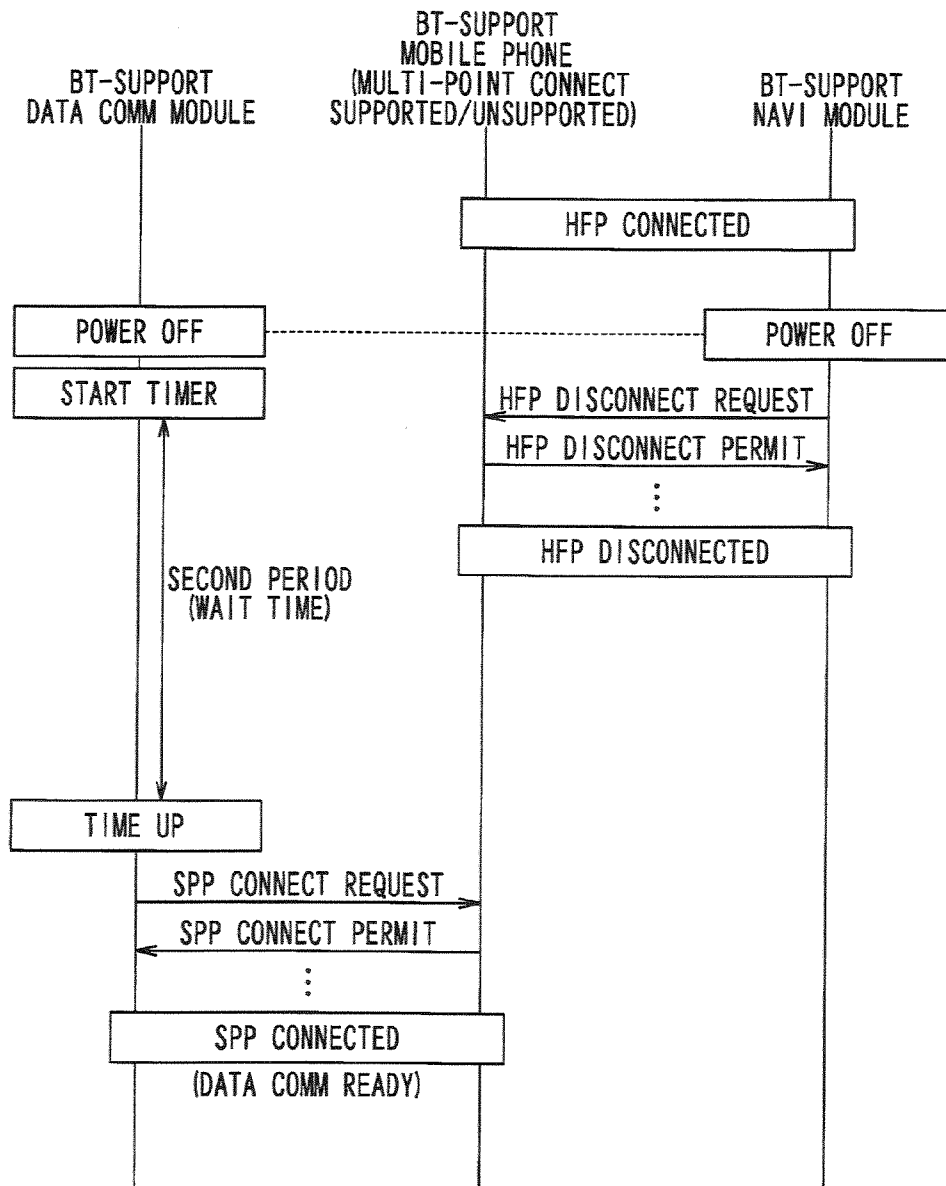 BT-SUPPORT
DATA COMM MODULE
BT-SUPPORT
MOBILE PHONE
(MULTI-POINT CONNECT
SUPPORTED/UNSUPPORTED)
BT-SUPPORT
NAVI MODULE
HFP CONNECTED
POWER OFF
POWER OFF
START TIMER
HFP DISCONNECT REQUEST
HFP DISCONNECT PERMIT
HFP DISCONNECTED
SECOND PERIOD
(WAIT TIME)
TIME UP
SPP CONNECT REQUEST
SPP CONNECT PERMIT
SPP CONNECTED
(DATA COMM READY)